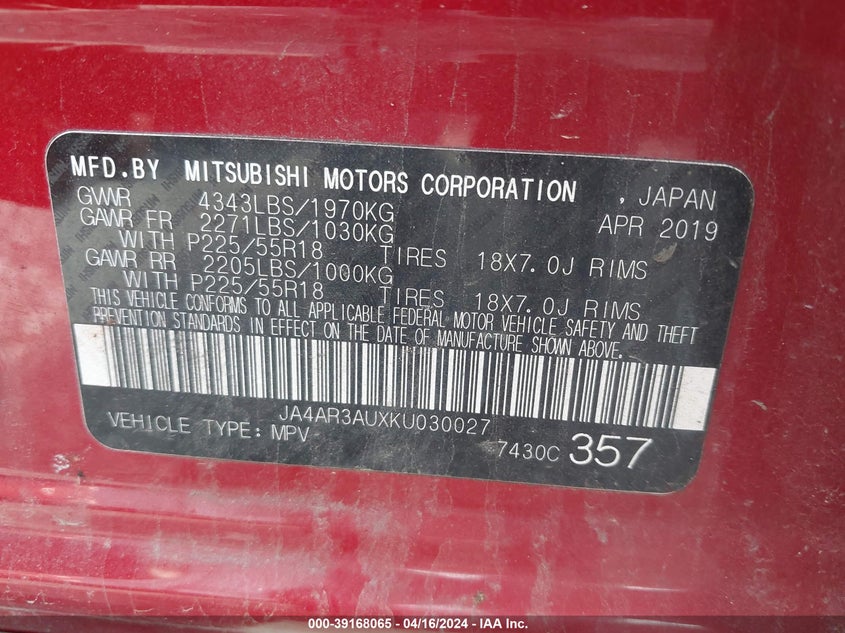 MFD.BY MITSUBISHI MOTORS CORPORATION , JAPAN
GVWR 4343LBS/1970KG APR 2019
GAWR FR 2271LBS/1030KG
WITH P225/55R18 TIRES 18X7.0J RIMS
GAWR RR 2205LBS/1000KG
WITH P225/55R18 TIRES 18X7.0J RIMS
THIS VEHICLE CONFORMS TO ALL APPLICABLE FEDERAL MOTOR VEHICLE SAFETY AND THEFT
PREVENTION STANDARDS IN EFFECT ON THE DATE OF MANUFACTURE SHOWN ABOVE.
JA4AR3AUXKU030027
VEHICLE TYPE: MPV 7430C 357
000-39168065 - 04/16/2024 - IAA Inc.